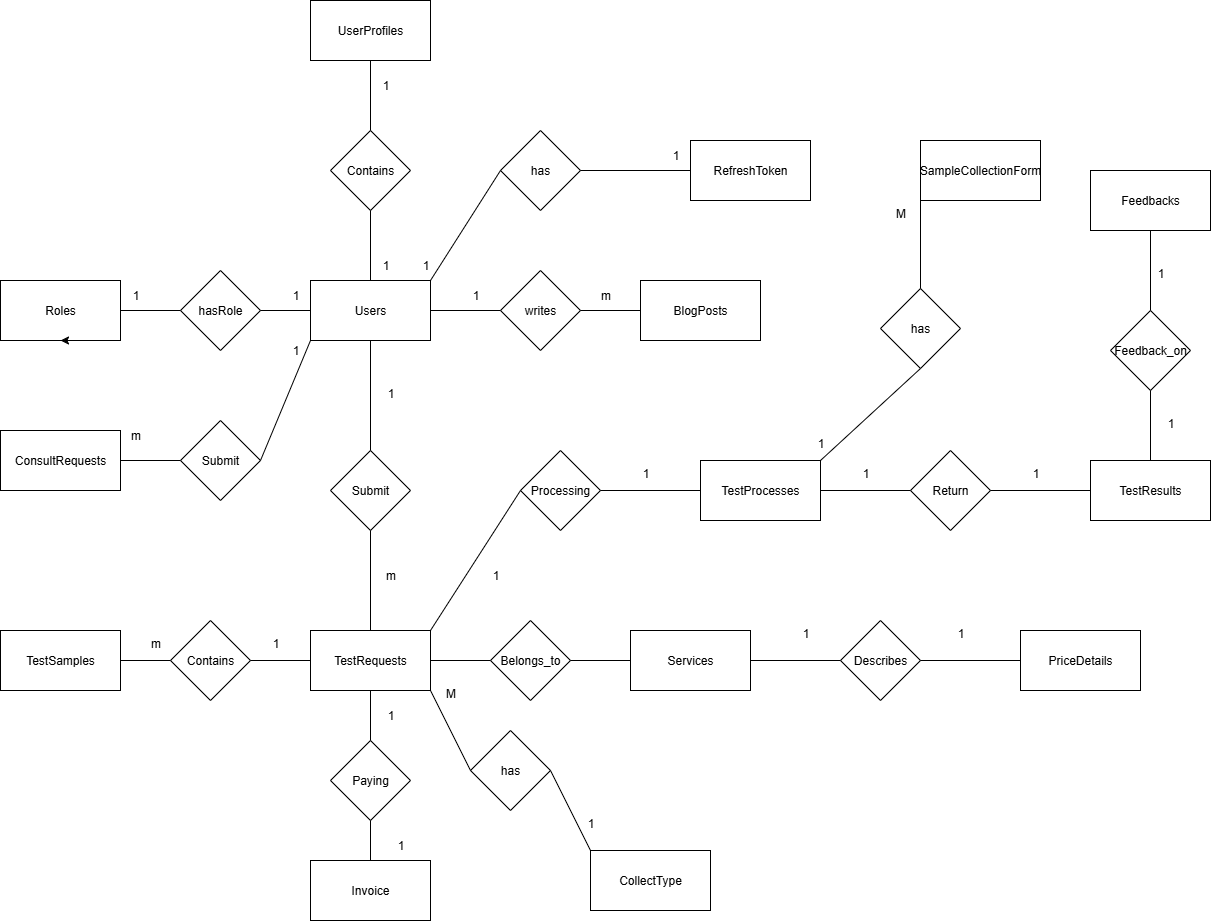 UserProfiles
1
Contains
1
has
1
RefreshToken
1
SampleCollectionForm
M
has
1
Feedbacks
1
Feedback_on
1
Roles
1
hasRole
1
Users
1
writes
m
BlogPosts
1
ConsultRequests
m
Submit
1
Submit
m
Processing
1
1
TestProcesses
1
Return
1
TestResults
TestSamples
m
Contains
1
TestRequests
Belongs_to
Services
1
Describes
1
PriceDetails
M
has
1
CollectType
1
Paying
1
Invoice